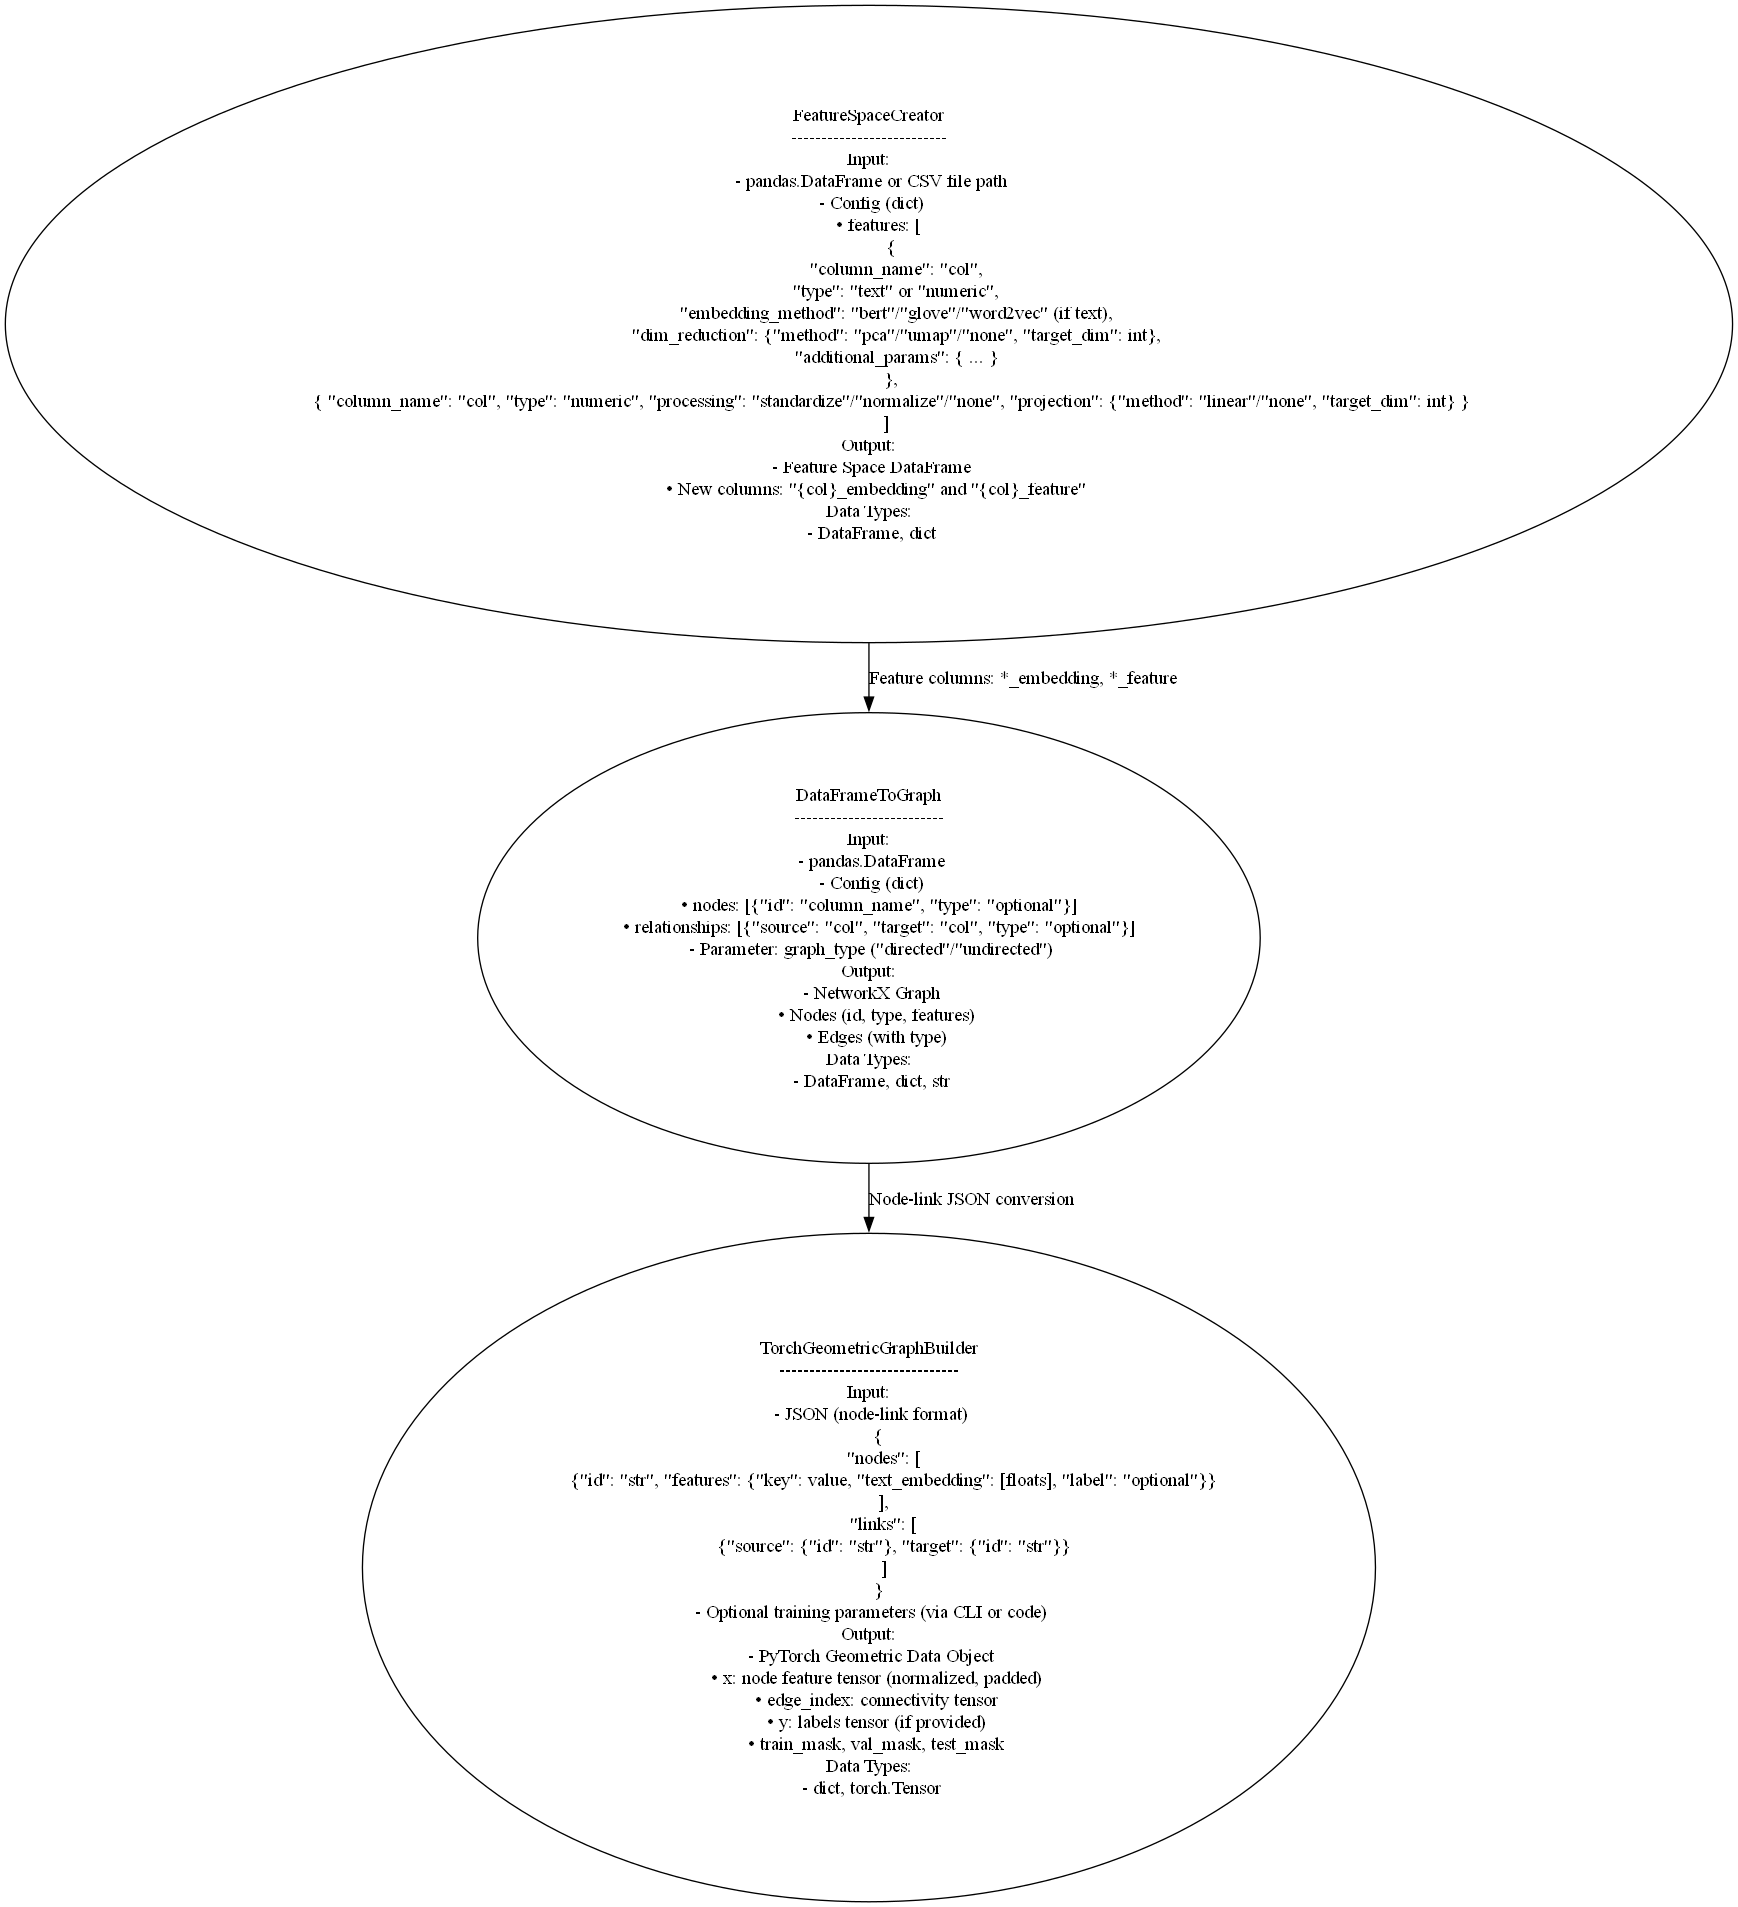 FeatureSpaceCreator
--------------------------
Input:
- pandas.DataFrame or CSV file path
- Config (dict)
• features: [
{
"column_name": "col",
"type": "text" or "numeric",
"embedding_method": "bert"/"glove"/"word2vec" (if text),
"dim_reduction": {"method": "pca"/"umap"/"none", "target_dim": int},
"additional_params": { ... }
},
{ "column_name": "col", "type": "numeric", "processing": "standardize"/"normalize"/"none", "projection": {"method": "linear"/"none", "target_dim": int} }
]
Output:
- Feature Space DataFrame
• New columns: "{col}_embedding" and "{col}_feature"
Data Types:
- DataFrame, dict
Feature columns: *_embedding, *_feature
DataFrameToGraph
-------------------------
Input:
- pandas.DataFrame
- Config (dict)
• nodes: [{"id": "column_name", "type": "optional"}]
• relationships: [{"source": "col", "target": "col", "type": "optional"}]
- Parameter: graph_type ("directed"/"undirected")
Output:
- NetworkX Graph
• Nodes (id, type, features)
• Edges (with type)
Data Types:
- DataFrame, dict, str
Node-link JSON conversion
TorchGeometricGraphBuilder
------------------------------
Input:
- JSON (node-link format)
{
"nodes": [
{"id": "str", "features": {"key": value, "text_embedding": [floats], "label": "optional"}}
],
"links": [
{"source": {"id": "str"}, "target": {"id": "str"}}
]
}
- Optional training parameters (via CLI or code)
Output:
- PyTorch Geometric Data Object
• x: node feature tensor (normalized, padded)
• edge_index: connectivity tensor
• y: labels tensor (if provided)
• train_mask, val_mask, test_mask
Data Types:
- dict, torch.Tensor